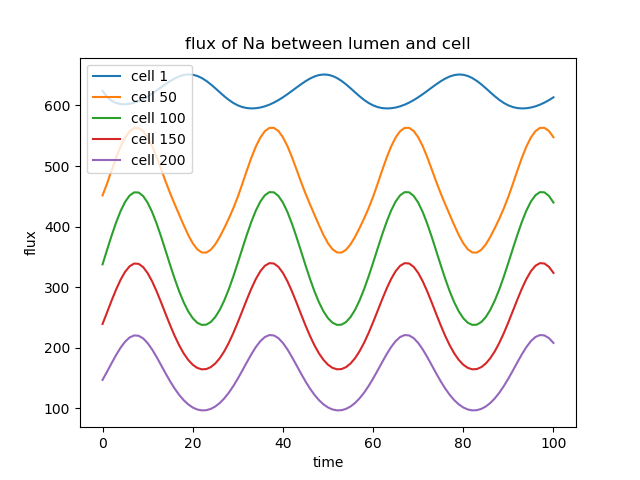 flux of Na between lumen and cell
cell 1
cell 50
cell 100
cell 150
cell 200
600
500
400
300
200
100
flux
0
20
40
60
80
100
time